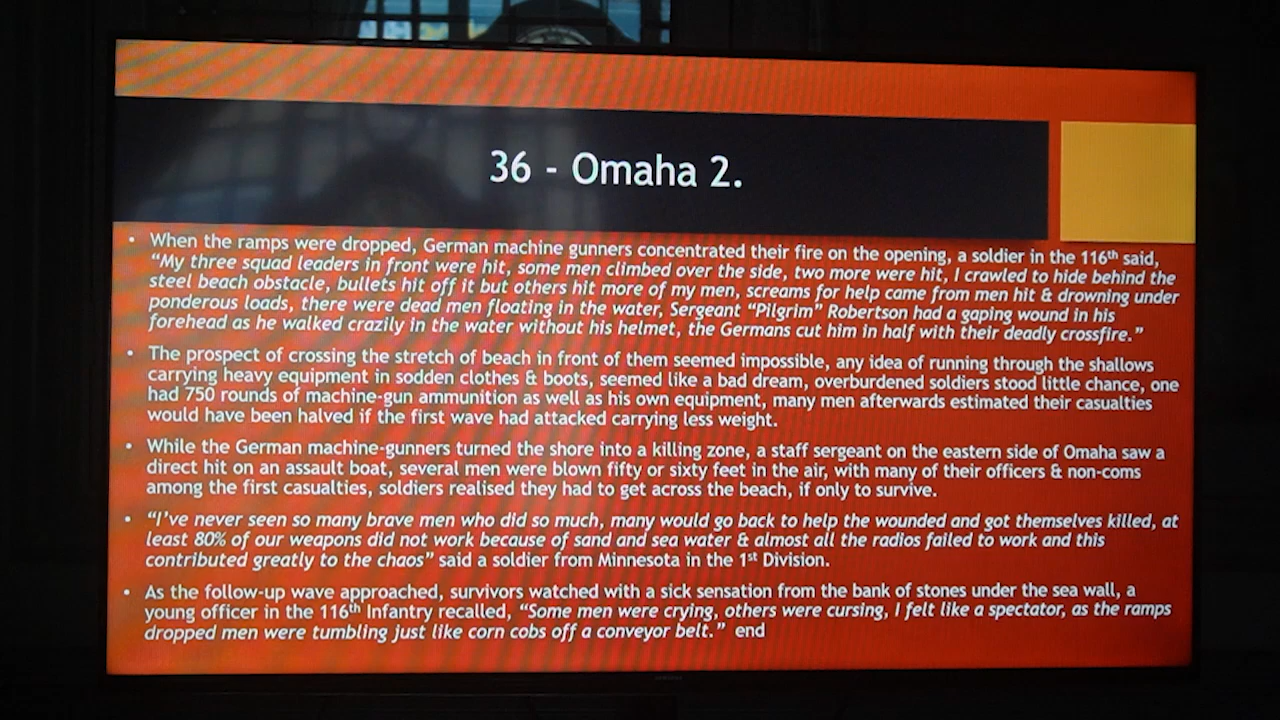 36 - Omaha 2.
• When the ramps were dropped, German machine gunners concentrated their fire on the opening, a soldier in the 116th said,
“My three squad leaders in front were hit, some men climbed over the side, two more were hit, I crawled to hide behind the
steel beach obstacle, bullets hit off it but others hit more of my men, screams for help came from men hit & drowning under
ponderous loads, there were dead men floating in the water, Sergeant “Pilgrim” Robertson had a gaping wound in his
forehead as he walked crazily in the water without his helmet, the Germans cut him in half with their deadly crossfire.”
• The prospect of crossing the stretch of beach in front of them seemed impossible, any idea of running through the shallows
carrying heavy equipment in sodden clothes & boots, seemed like a bad dream, overburdened soldiers stood little chance, one
had 750 rounds of machine-gun ammunition as well as his own equipment, many men afterwards estimated their casualties
would have been halved if the first wave had attacked carrying less weight.
• While the German machine-gunners turned the shore into a killing zone, a staff sergeant on the eastern side of Omaha saw a
direct hit on an assault boat, several men were blown fifty or sixty feet in the air, with many of their officers & non-coms
among the first casualties, soldiers realised they had to get across the beach, if only to survive.
• “I’ve never seen so many brave men who did so much, many would go back to help the wounded and got themselves killed, at
least 80% of our weapons did not work because of sand and sea water & almost all the radios failed to work and this
contributed greatly to the chaos” said a soldier from Minnesota in the 1st Division.
• As the follow-up wave approached, survivors watched with a sick sensation from the bank of stones under the sea wall, a
young officer in the 116th Infantry recalled, “Some men were crying, others were cursing, I felt like a spectator, as the ramps
dropped men were tumbling just like corn cobs off a conveyor belt.” end
SAMSUNG